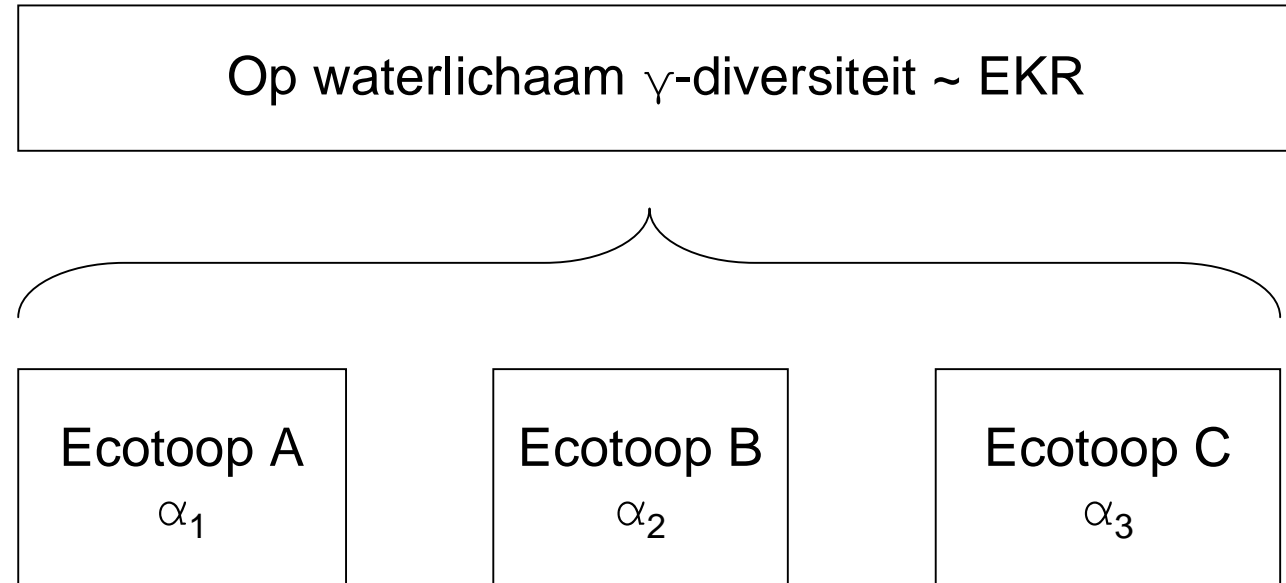 Op waterlichaam γ-diversiteit ~ EKR
Ecotoop A
α₁
Ecotoop B
α₂
Ecotoop C
α₃